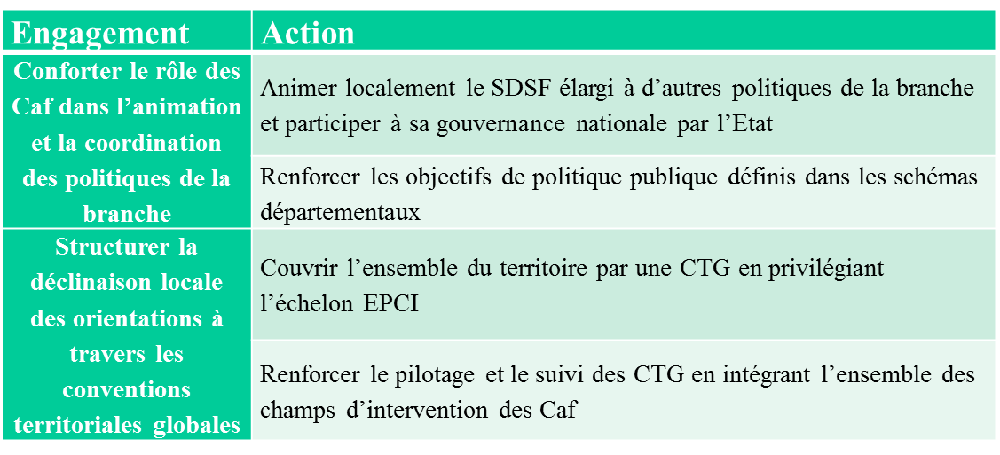 Engagement
Action
Conforter le rôle des
Caf dans l’animation
et la coordination
des politiques de la
branche
Animer localement le SDSF élargi à d’autres politiques de la branche
et participer à sa gouvernance nationale par l’Etat
Renforcer les objectifs de politique publique définis dans les schémas
départementaux
Structurer la
déclinaison locale
des orientations à
travers les
conventions
territoriales globales
Couvrir l’ensemble du territoire par une CTG en privilégiant
l’échelon EPCI
Renforcer le pilotage et le suivi des CTG en intégrant l’ensemble des
champs d’intervention des Caf